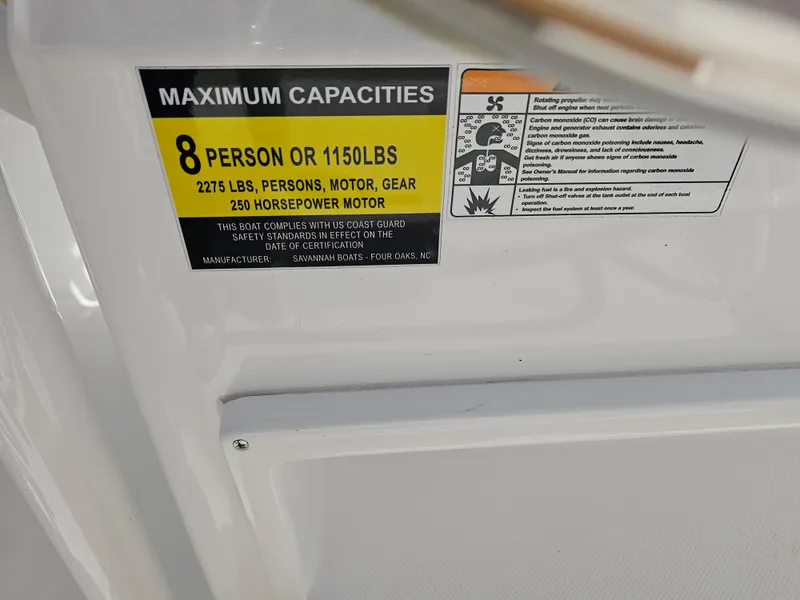 MAXIMUM CAPACITIES
8 PERSON OR 1150LBS
2275 LBS, PERSONS, MOTOR, GEAR
250 HORSEPOWER MOTOR
THIS BOAT COMPLIES WITH US COAST GUARD
SAFETY STANDARDS IN EFFECT ON THE
DATE OF CERTIFICATION
MANUFACTURER: SAVANNAH BOATS - FOUR OAKS, NC
Rotating propeller may
Shut off engine when near persons
Carbon monoxide (CO) can cause brain damage
Engine and generator exhaust contains odorless and colorless
carbon monoxide gas.
Signs of carbon monoxide poisoning include nausea, headache,
dizziness, drowsiness, and lack of consciousness.
Get fresh air if anyone shows signs of carbon monoxide
poisoning.
See Owner's Manual for information regarding carbon monoxide
poisoning.
Leaking fuel is a fire and explosion hazard.
• Turn off Shut-off valves at the tank outlet at the end of each boat
operation.
• Inspect the fuel system at least once a year.